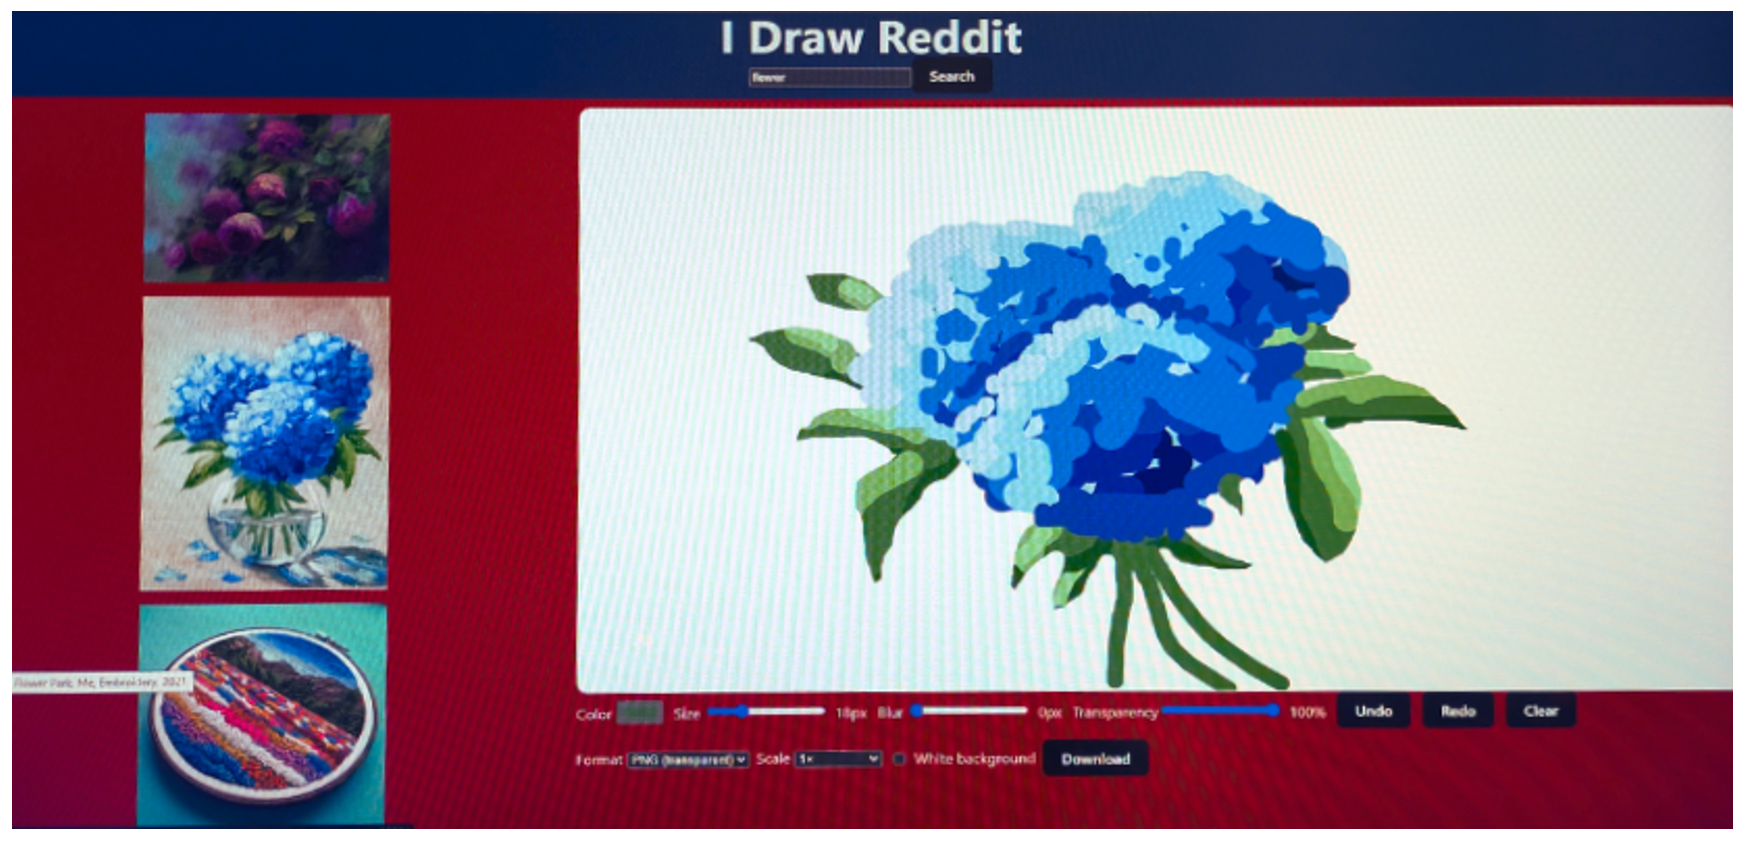 I Draw Reddit
flower
Search
Flower Park, Me, Embroidery, 2021
Color
Size
18px
Blur
0px
Transparency
100%
Undo
Redo
Clear
Format
PNG (transparent)
Scale
1×
White background
Download